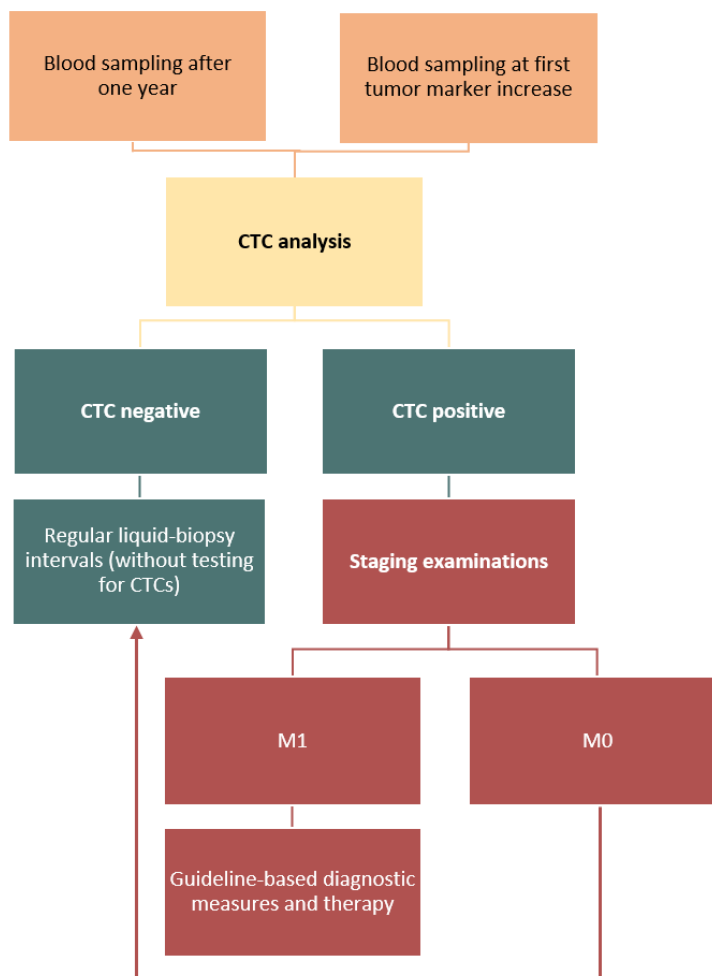 Blood sampling after
one year
Blood sampling at first
tumor marker increase
CTC analysis
CTC negative
CTC positive
Regular liquid-biopsy
intervals (without testing
for CTCs)
Staging examinations
M1
M0
Guideline-based diagnostic
measures and therapy